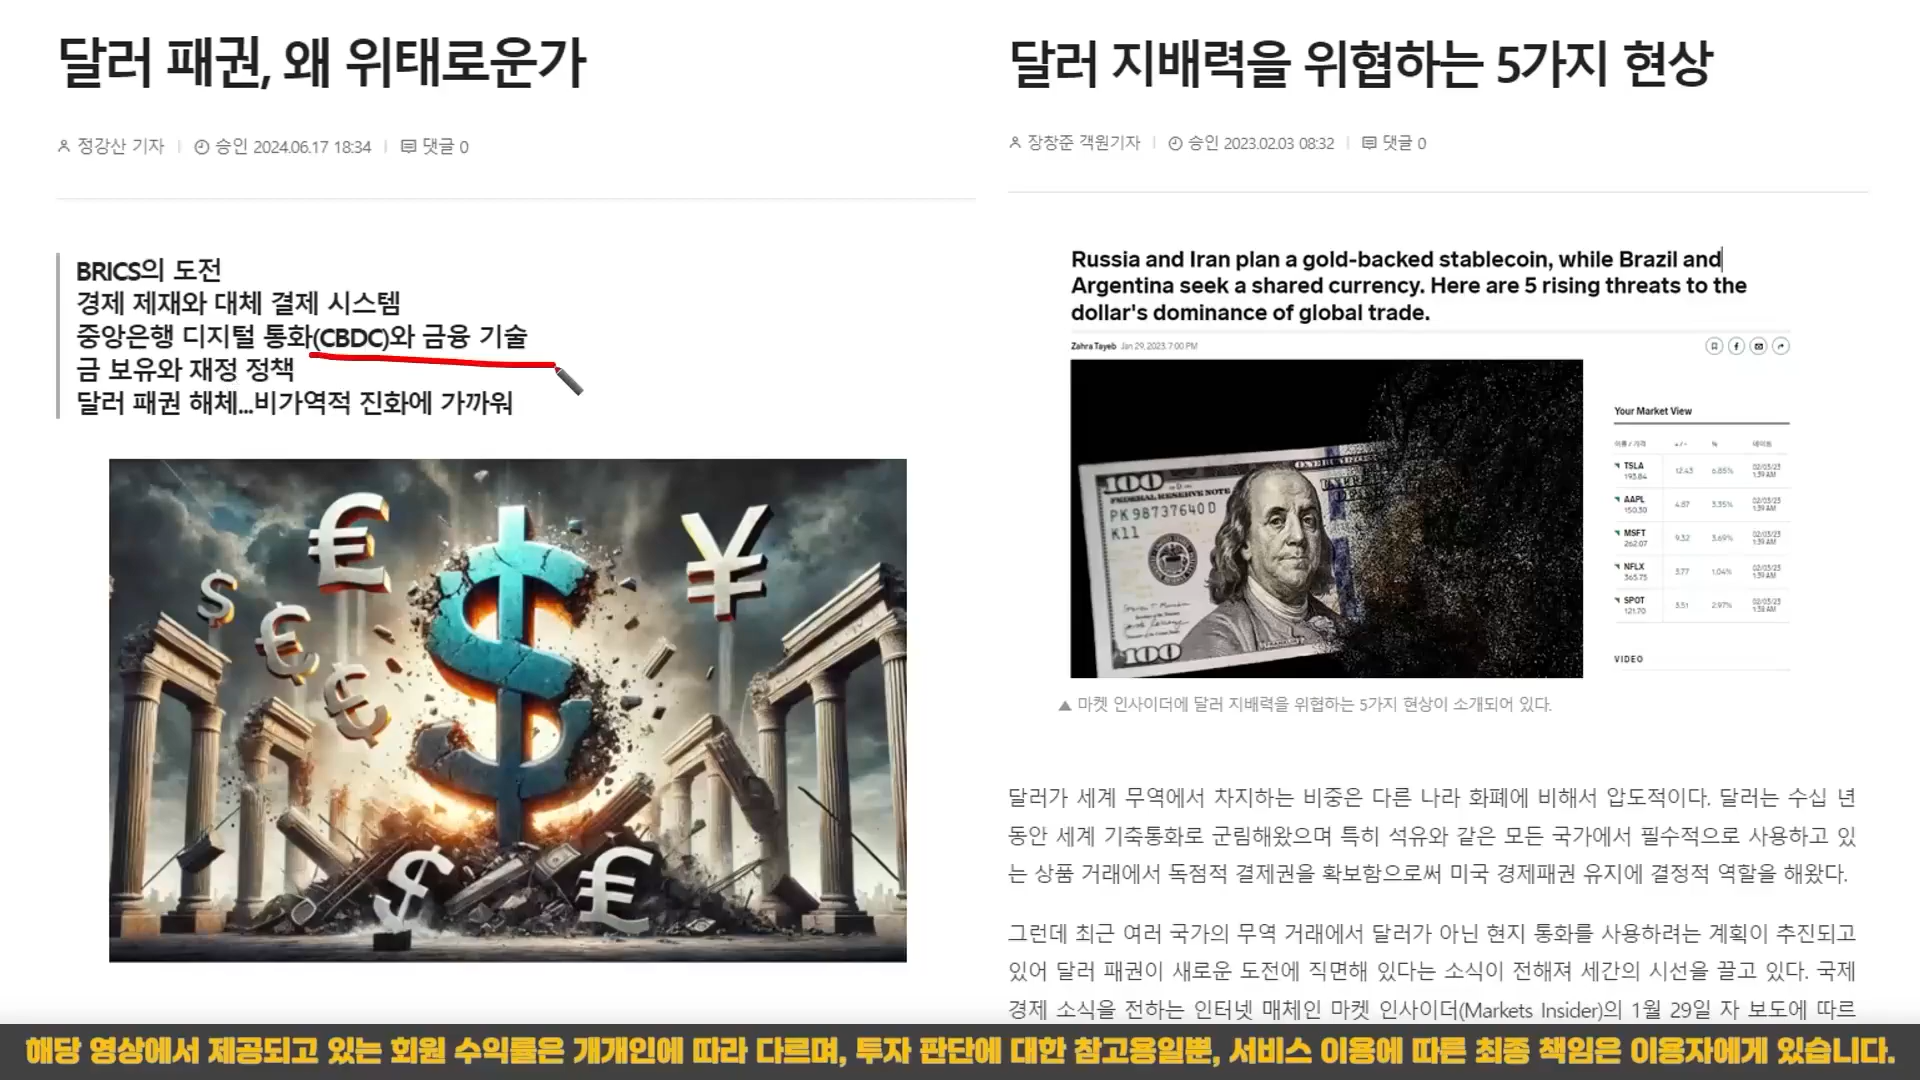 달러 패권, 왜 위태로운가
정강산 기자
승인 2024.06.17 18:34
댓글 0
BRICS의 도전
경제 제재와 대체 결제 시스템
중앙은행 디지털 통화(CBDC)와 금융 기술
금 보유와 재정 정책
달러 패권 해체...비가역적 진화에 가까워
달러 지배력을 위협하는 5가지 현상
장창준 객원기자
승인 2023.02.03 08:32
댓글 0
Russia and Iran plan a gold-backed stablecoin, while Brazil and
Argentina seek a shared currency. Here are 5 rising threats to the
dollar's dominance of global trade.
Zahra Tayeb Jan 29, 2023, 7:00 PM
100
FEDERAL RESERVE NOTE
PK 98737640 D
K11
100
Your Market View
이름 / 가격 +/- %
TSLA 12.43 6.85% 02/03/23
193.84 1:39 AM
AAPL 4.87 3.35% 02/03/23
150.30 1:39 AM
MSFT 9.32 3.69% 02/03/23
262.07 1:39 AM
NFLX 3.77 1.04% 02/03/23
365.75 1:39 AM
SPOT 3.51 2.97% 02/03/23
121.70 1:38 AM
VIDEO
▲ 마켓 인사이더에 달러 지배력을 위협하는 5가지 현상이 소개되어 있다.
달러가 세계 무역에서 차지하는 비중은 다른 나라 화폐에 비해서 압도적이다. 달러는 수십 년
동안 세계 기축통화로 군림해왔으며 특히 석유와 같은 모든 국가에서 필수적으로 사용하고 있
는 상품 거래에서 독점적 결제권을 확보함으로써 미국 경제패권 유지에 결정적 역할을 해왔다.
그런데 최근 여러 국가의 무역 거래에서 달러가 아닌 현지 통화를 사용하려는 계획이 추진되고
있어 달러 패권이 새로운 도전에 직면해 있다는 소식이 전해져 세간의 시선을 끌고 있다. 국제
경제 소식을 전하는 인터넷 매체인 마켓 인사이더(Markets Insider)의 1월 29일 자 보도에 따르
해당 영상에서 제공되고 있는 회원 수익률은 개개인에 따라 다르며, 투자 판단에 대한 참고용일뿐, 서비스 이용에 따른 최종 책임은 이용자에게 있습니다.